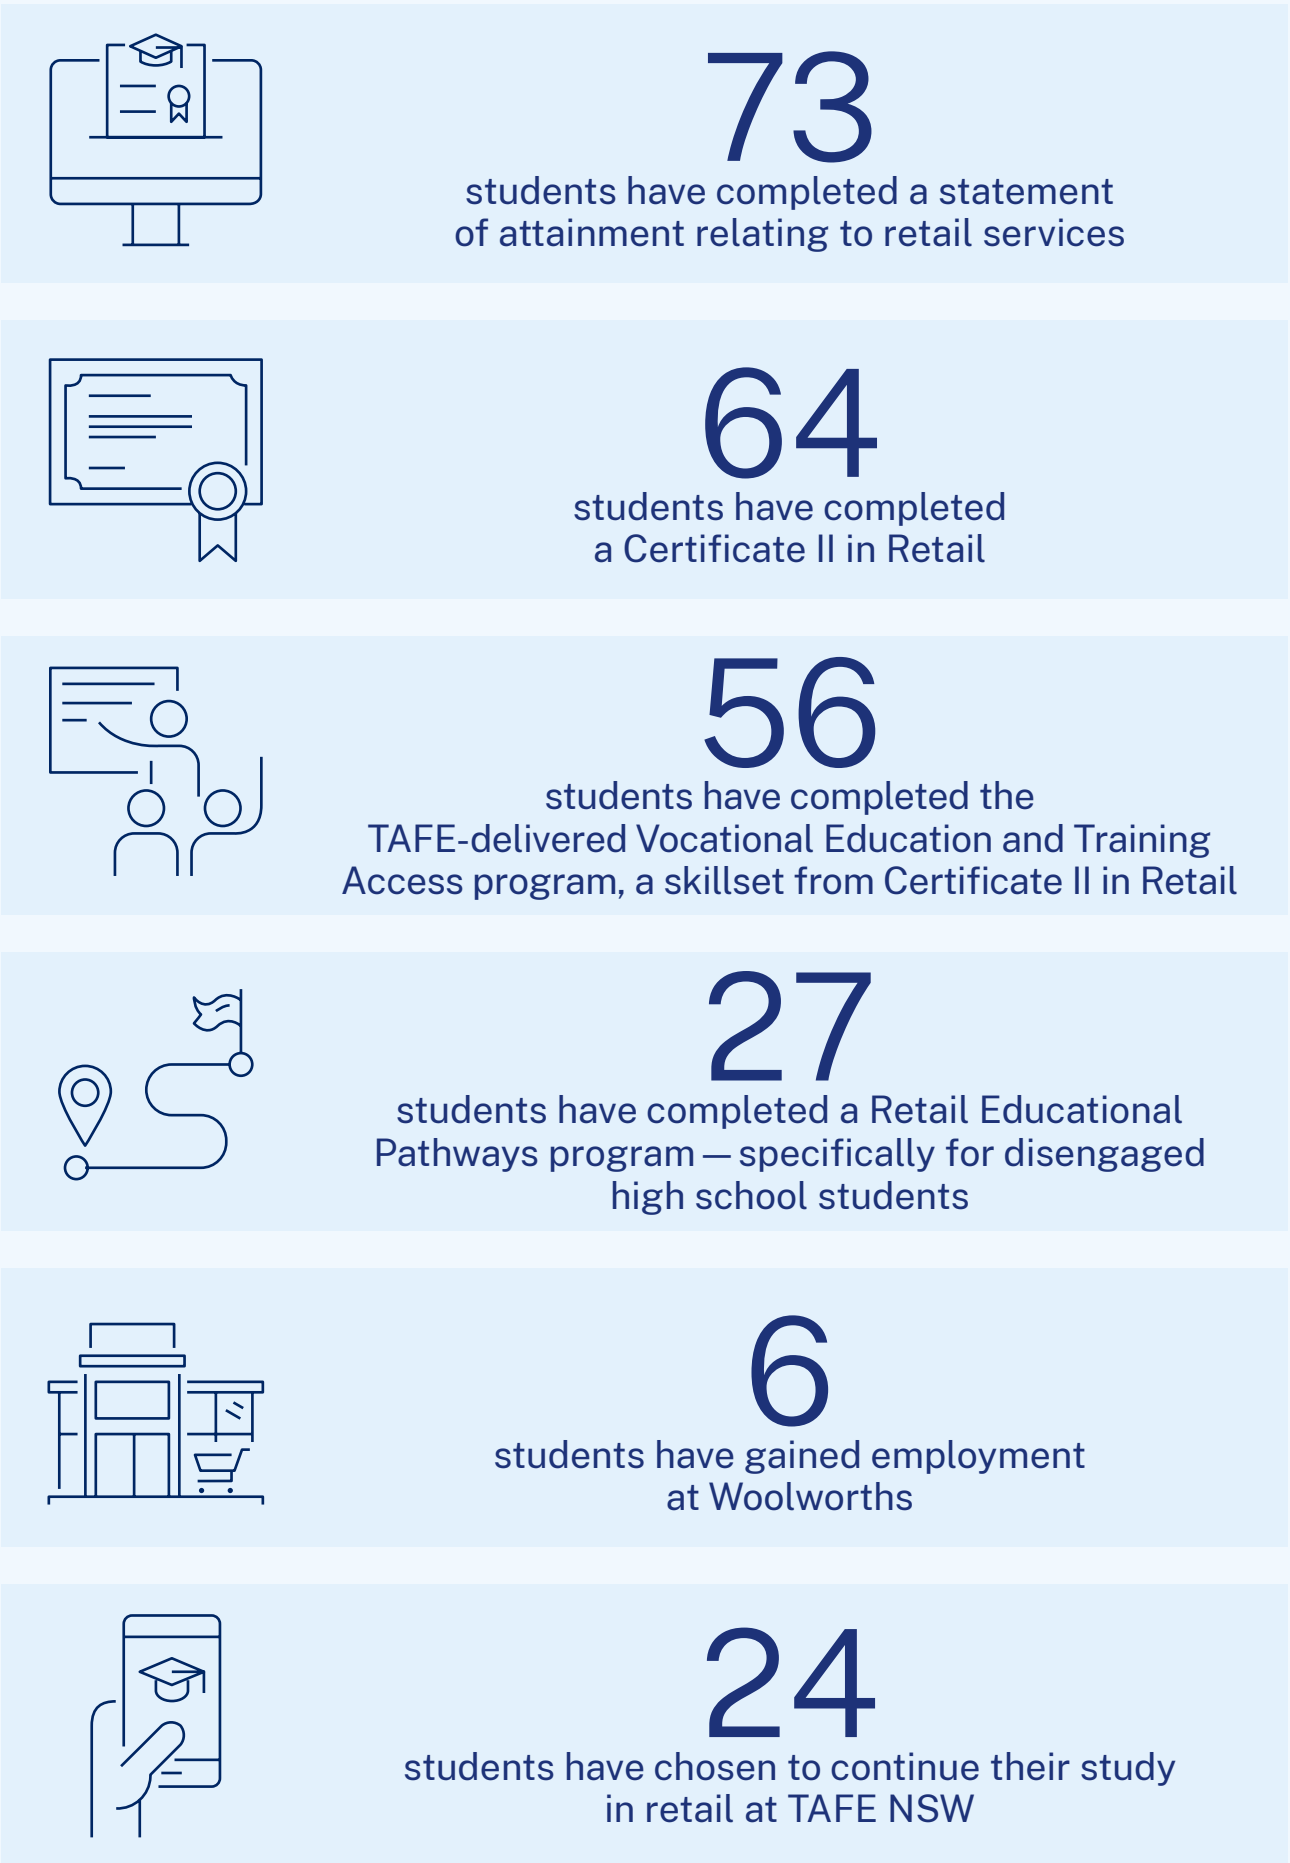 73
students have completed a statement
of attainment relating to retail services
64
students have completed
a Certificate II in Retail
56
students have completed the
TAFE-delivered Vocational Education and Training
Access program, a skillset from Certificate II in Retail
27
students have completed a Retail Educational
Pathways program — specifically for disengaged
high school students
6
students have gained employment
at Woolworths
24
students have chosen to continue their study
in retail at TAFE NSW